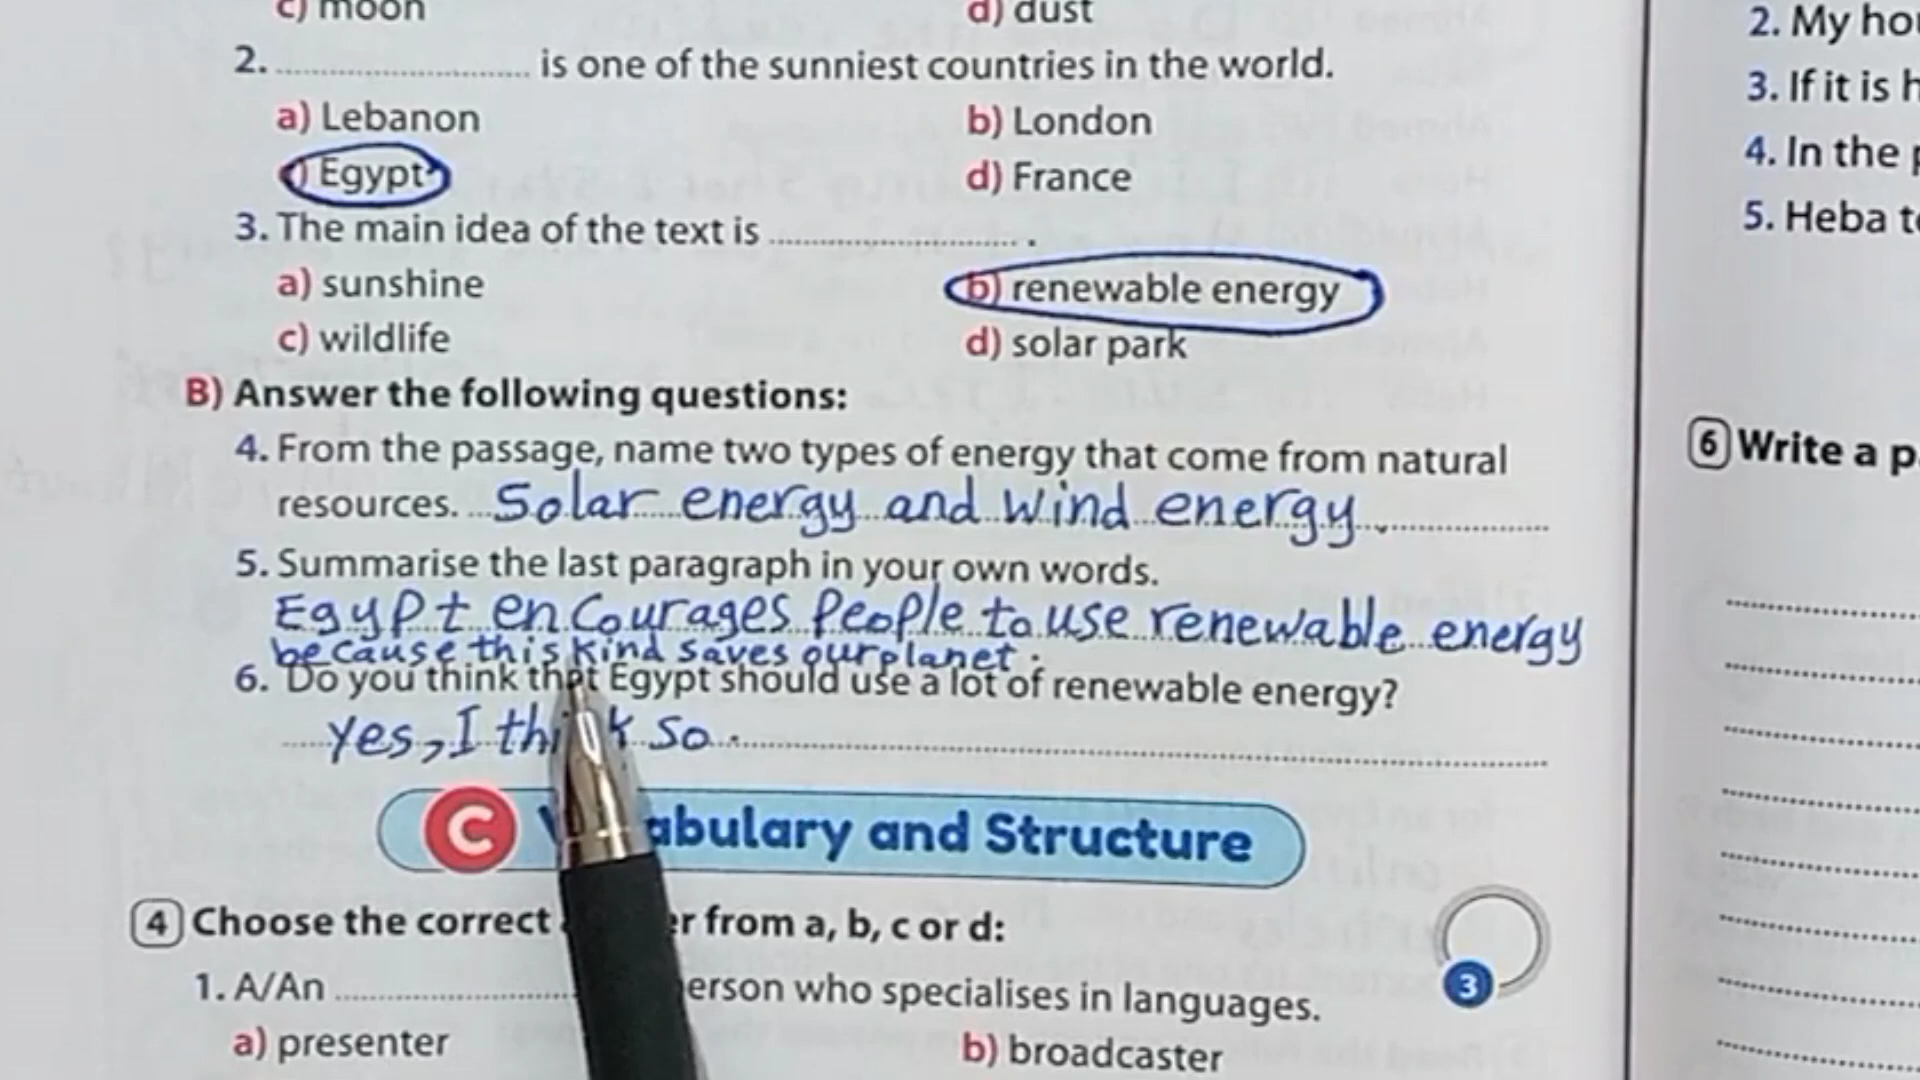 c) moon d) dust
2. .......................... is one of the sunniest countries in the world.
a) Lebanon b) London
) Egypt d) France
3. The main idea of the text is .......................... .
a) sunshine b) renewable energy
c) wildlife d) solar park
B) Answer the following questions:
4. From the passage, name two types of energy that come from natural
resources. Solar energy and wind energy.
5. Summarise the last paragraph in your own words.
Egypt encourages people to use renewable energy
because this kind saves our planet.
6. Do you think that Egypt should use a lot of renewable energy?
yes, I think so.
C abulary and Structure
4 Choose the correct r from a, b, c or d:
3
1. A/An .......................... erson who specialises in languages.
a) presenter b) broadcaster
2. My hou
3. If it is h
4. In the p
5. Heba to
6 Write a p